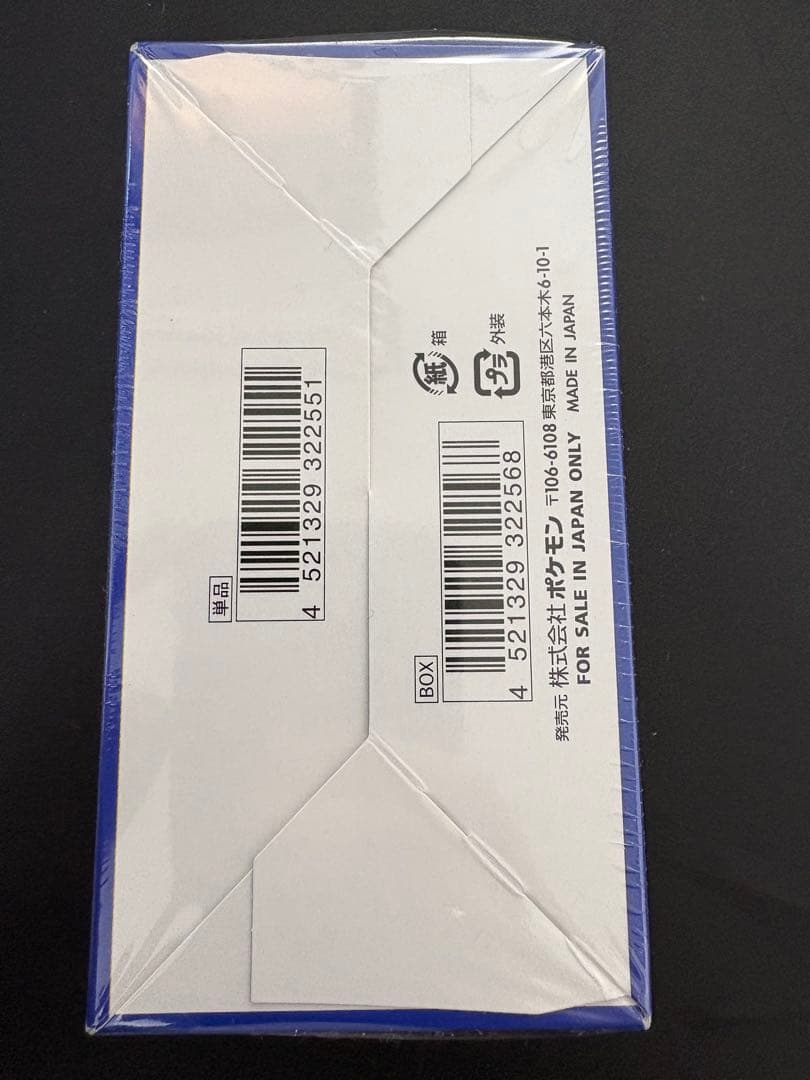 単品
4 521329 322551
紙 箱
プラ 外装
BOX
4 521329 322568
発売元 株式会社 ポケモン 〒106-6108 東京都港区六本木6-10-1
FOR SALE IN JAPAN ONLY MADE IN JAPAN